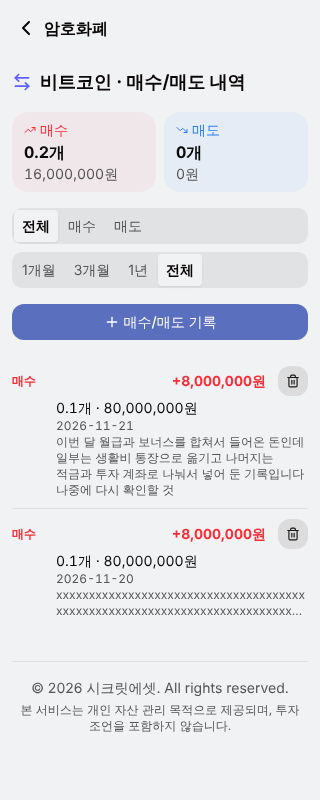 암호화폐
비트코인 · 매수/매도 내역
매수
0.2개
16,000,000원
매도
0개
0원
전체 매수 매도
1개월 3개월 1년 전체
+ 매수/매도 기록
매수 +8,000,000원
0.1개 · 80,000,000원
2026-11-21
이번 달 월급과 보너스를 합쳐서 들어온 돈인데
일부는 생활비 통장으로 옮기고 나머지는
적금과 투자 계좌로 나눠서 넣어 둔 기록입니다
나중에 다시 확인할 것
매수 +8,000,000원
0.1개 · 80,000,000원
2026-11-20
xxxxxxxxxxxxxxxxxxxxxxxxxxxxxxxxxxxxxx
xxxxxxxxxxxxxxxxxxxxxxxxxxxxxxxxxxxx...
© 2026 시크릿에셋. All rights reserved.
본 서비스는 개인 자산 관리 목적으로 제공되며, 투자
조언을 포함하지 않습니다.